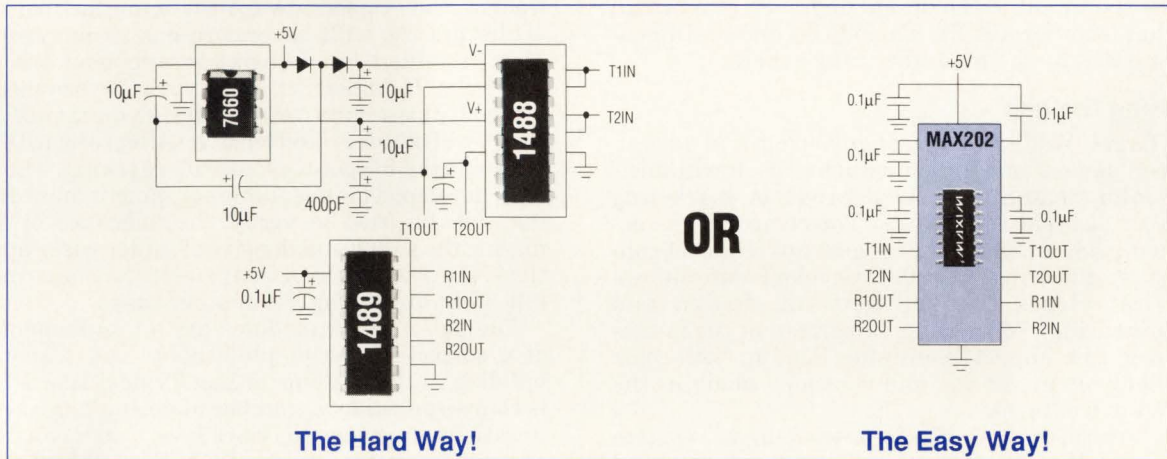 +5V
10µF
7660
10µF
10µF
10µF
400pF
V-
V+
1488
T1IN
T2IN
T1OUT T2OUT
+5V
0.1µF
1489
R1IN
R1OUT
R2IN
R2OUT
The Hard Way!
OR
+5V
0.1µF
0.1µF
0.1µF
MAX202
MAXIM
0.1µF
0.1µF
T1IN
T2IN
R1OUT
R2OUT
T1OUT
T2OUT
R1IN
R2IN
The Easy Way!